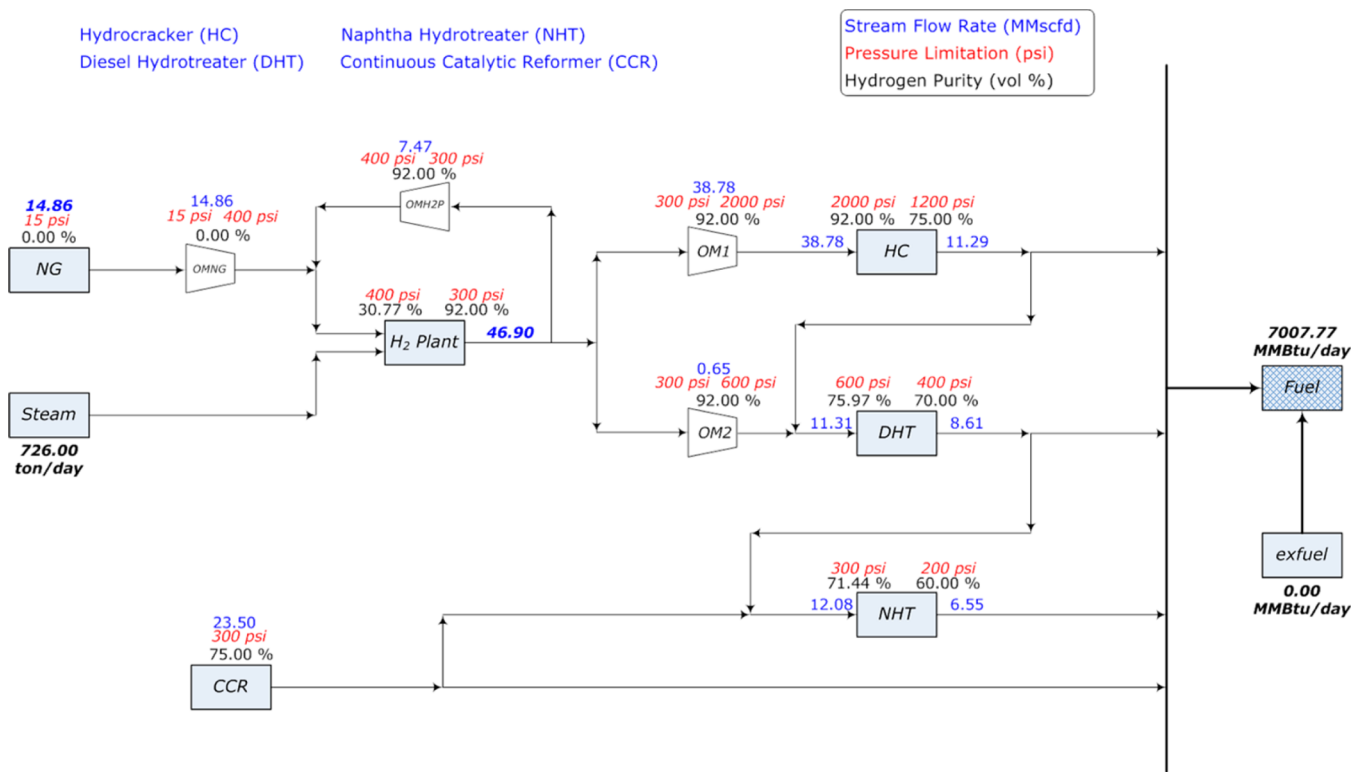 Hydrocracker (HC)
Naphtha Hydrotreater (NHT)
Diesel Hydrotreater (DHT)
Continuous Catalytic Reformer (CCR)
Stream Flow Rate (MMscfd)
Pressure Limitation (psi)
Hydrogen Purity (vol %)
7.47
400 psi 300 psi
92.00 %
OMH2P
14.86
15 psi
0.00 %
NG
14.86
15 psi 400 psi
0.00 %
OMNG
38.78
300 psi 2000 psi
92.00 %
OM1
2000 psi 1200 psi
92.00 % 75.00 %
38.78
HC
11.29
400 psi 300 psi
30.77 % 92.00 %
H₂ Plant
46.90
Steam
726.00
ton/day
0.65
300 psi 600 psi
92.00 %
OM2
600 psi 400 psi
75.97 % 70.00 %
11.31
DHT
8.61
7007.77
MMBtu/day
Fuel
exfuel
0.00
MMBtu/day
300 psi 200 psi
71.44 % 60.00 %
12.08
NHT
6.55
23.50
300 psi
75.00 %
CCR